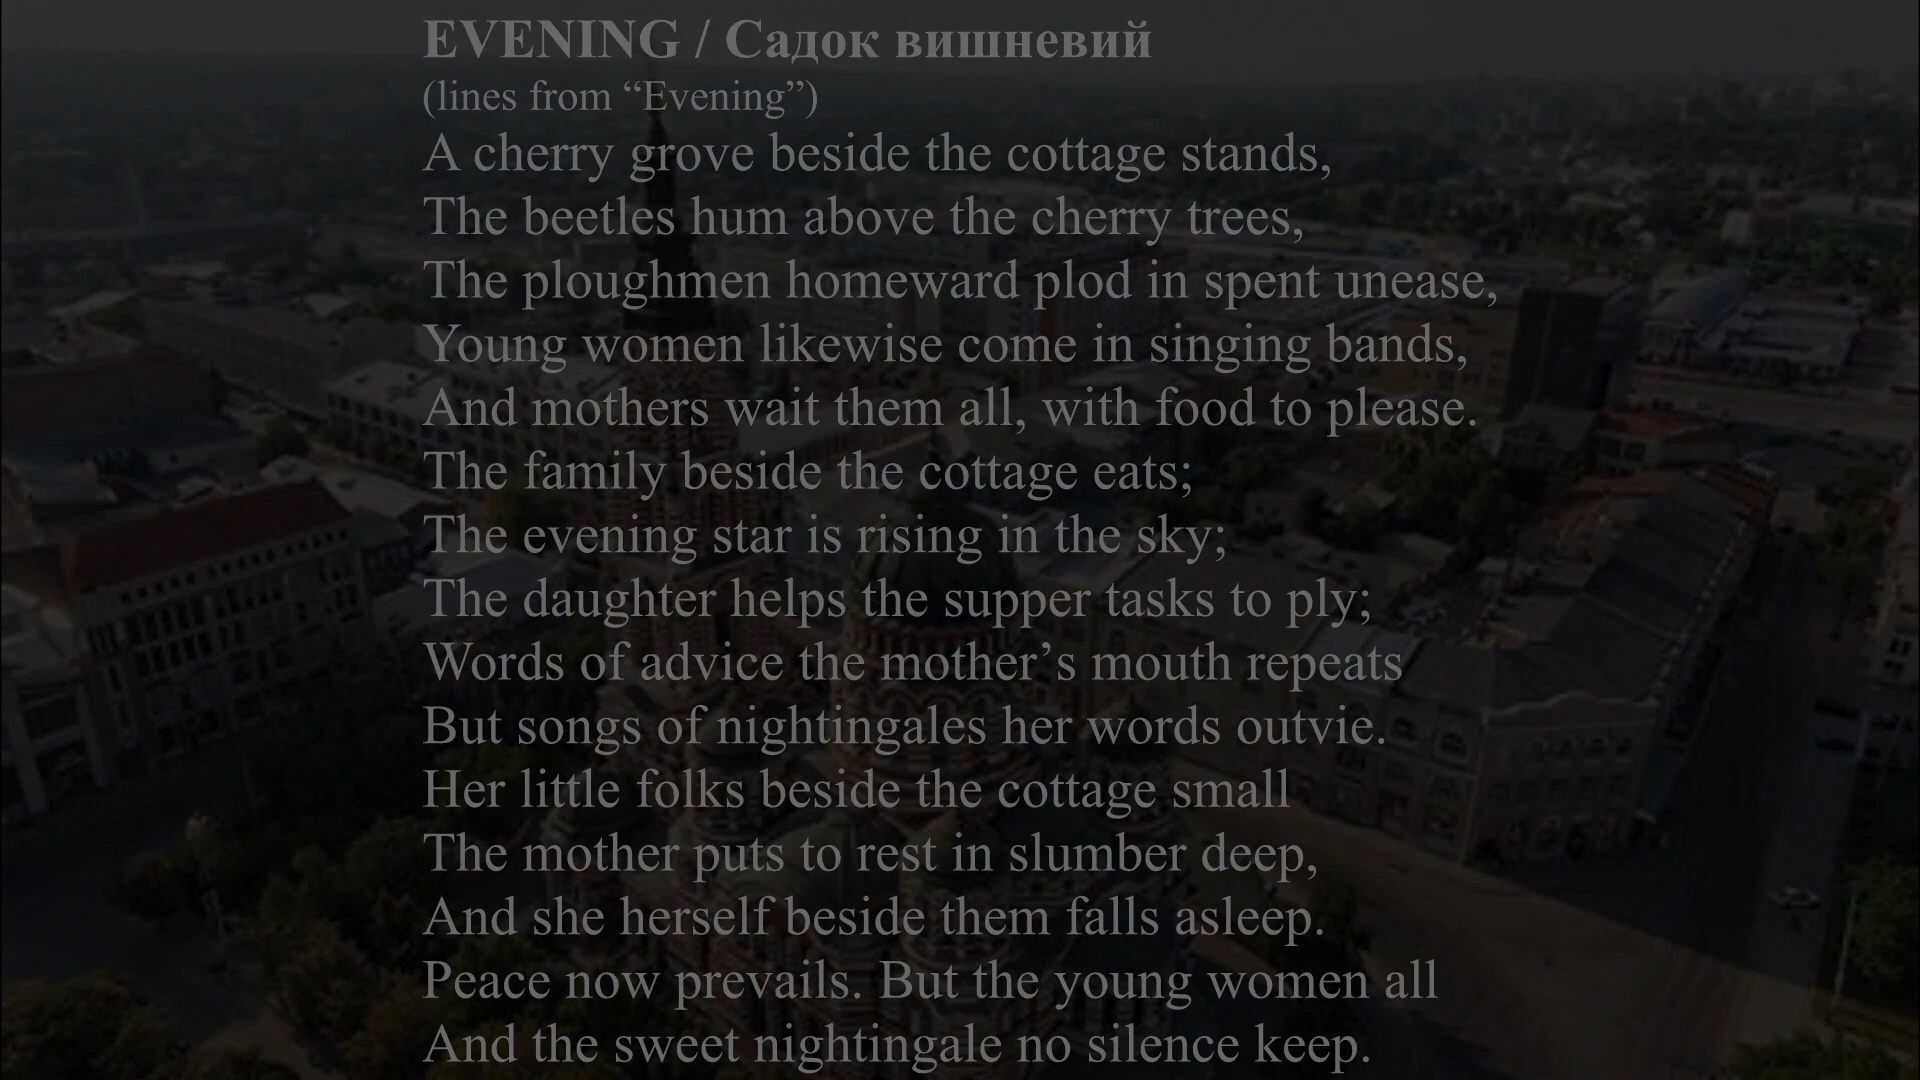 EVENING / Садок вишневий
(lines from “Evening”)
A cherry grove beside the cottage stands,
The beetles hum above the cherry trees,
The ploughmen homeward plod in spent unease,
Young women likewise come in singing bands,
And mothers wait them all, with food to please.
The family beside the cottage eats;
The evening star is rising in the sky;
The daughter helps the supper tasks to ply;
Words of advice the mother’s mouth repeats
But songs of nightingales her words outvie.
Her little folks beside the cottage small
The mother puts to rest in slumber deep,
And she herself beside them falls asleep.
Peace now prevails. But the young women all
And the sweet nightingale no silence keep.